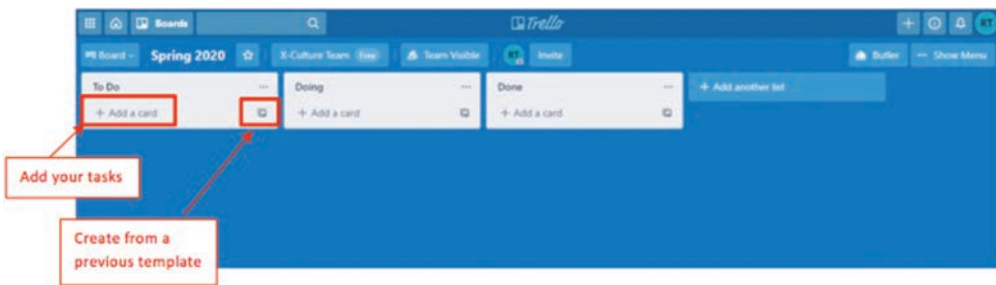 Boards
Trello
RT
Board
Spring 2020
X-Culture Team
Free
Team Visible
RT
Invite
Butler
··· Show Menu
To Do
Doing
Done
+ Add another list
+ Add a card
+ Add a card
+ Add a card
Add your tasks
Create from a
previous template